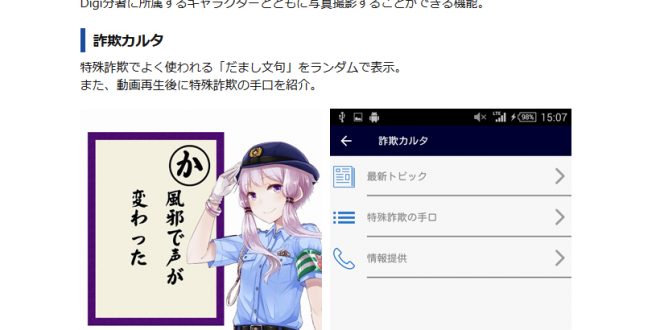 Digi分署に所属するキャラクターとともに写真撮影することができる機能。
詐欺カルタ
特殊詐欺でよく使われる「だまし文句」をランダムで表示。
また、動画再生後に特殊詐欺の手口を紹介。
か
風邪で声が
変わった
LTE 98% 15:07
詐欺カルタ
最新トピック
特殊詐欺の手口
情報提供